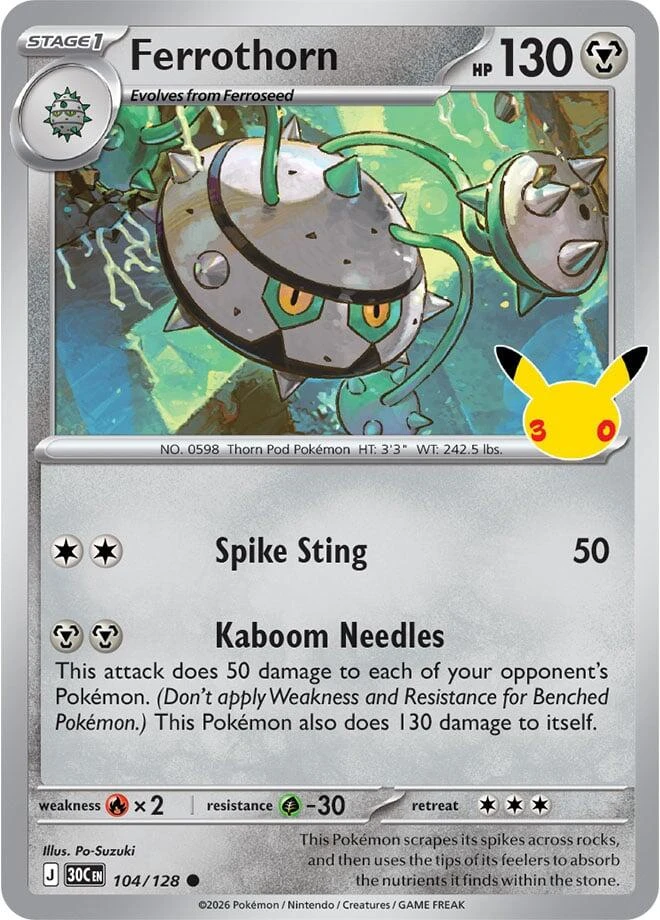 STAGE 1
Ferrothorn
HP 130
Evolves from Ferroseed
30
NO. 0598 Thorn Pod Pokémon HT: 3'3" WT: 242.5 lbs.
Spike Sting 50
Kaboom Needles
This attack does 50 damage to each of your opponent's
Pokémon. (Don't apply Weakness and Resistance for Benched
Pokémon.) This Pokémon also does 130 damage to itself.
weakness ×2 resistance -30 retreat
Illus. Po-Suzuki
J 30C EN 104/128
This Pokémon scrapes its spikes across rocks,
and then uses the tips of its feelers to absorb
the nutrients it finds within the stone.
©2026 Pokémon / Nintendo / Creatures / GAME FREAK